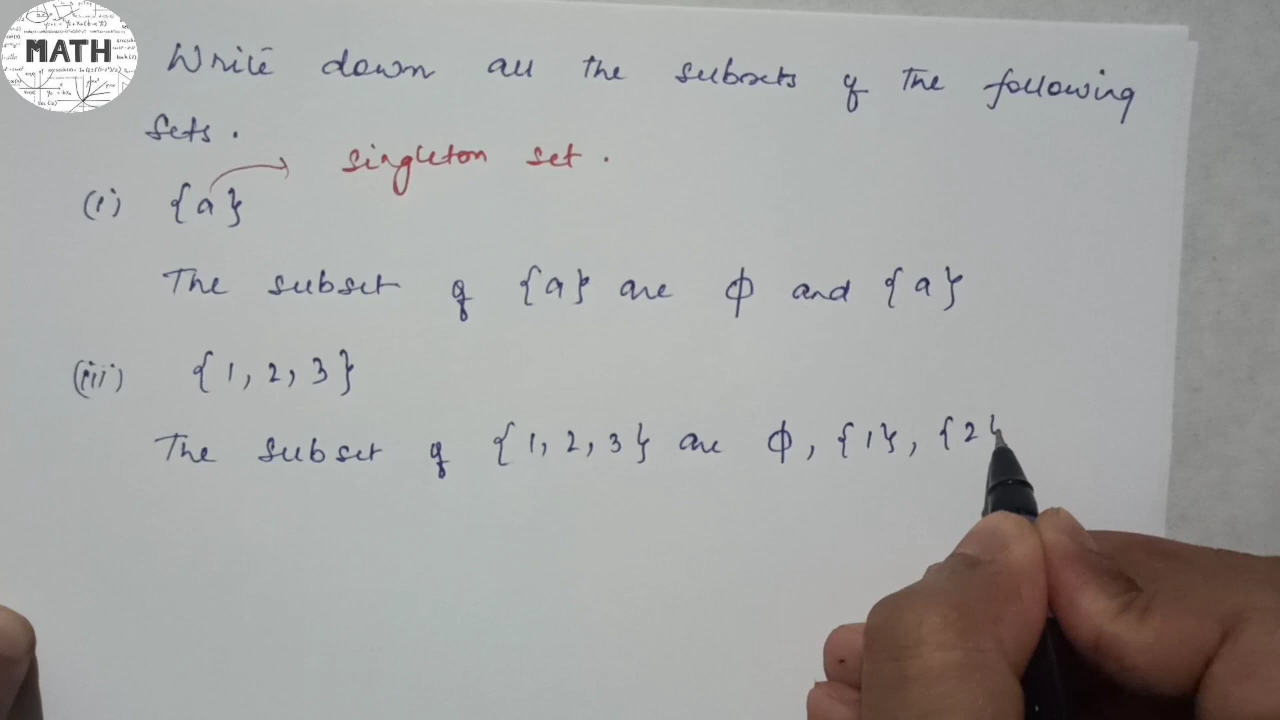 MATH
Write down all the subsets of the following
sets.
singleton set.
(i) {a}
The subset of {a} are ϕ and {a}
(iii) {1, 2, 3}
The subset of {1, 2, 3} are ϕ, {1}, {2}